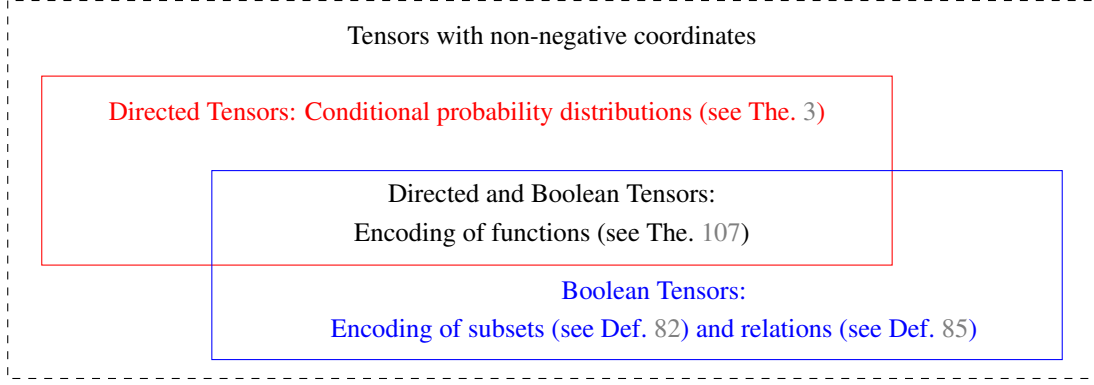 Tensors with non-negative coordinates
Directed Tensors: Conditional probability distributions (see The. 3)
Directed and Boolean Tensors:
Encoding of functions (see The. 107)
Boolean Tensors:
Encoding of subsets (see Def. 82) and relations (see Def. 85)